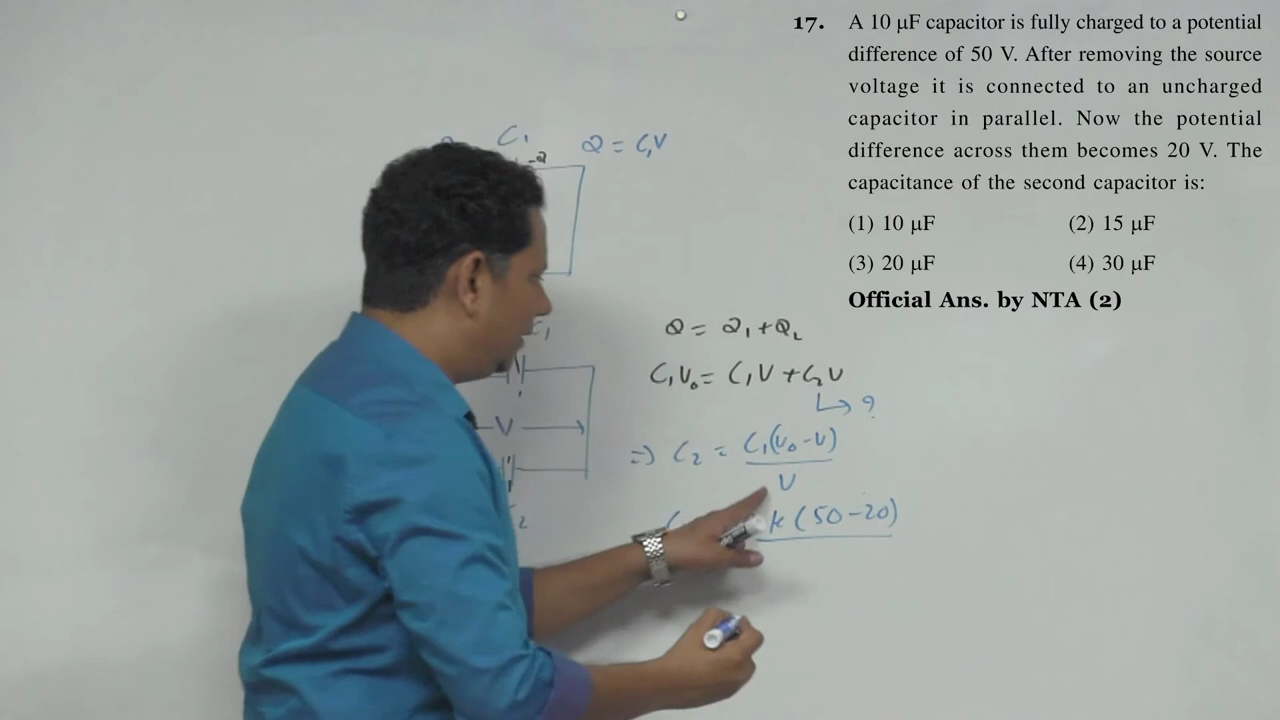 17. A 10 μF capacitor is fully charged to a potential
difference of 50 V. After removing the source
voltage it is connected to an uncharged
capacitor in parallel. Now the potential
difference across them becomes 20 V. The
capacitance of the second capacitor is:
(1) 10 μF (2) 15 μF
(3) 20 μF (4) 30 μF
Official Ans. by NTA (2)
C₁
-Q
Q = C₁V
C₁
V
2
Q = Q₁+Q₂
C₁V₀ = C₁V + C₂V
↳ ?
⇒ C₂ = C₁(V₀-V)
V
(50-20)